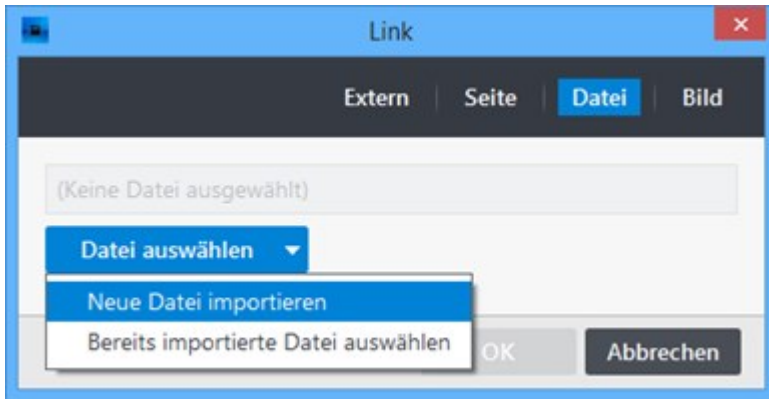 Link
Extern Seite Datei Bild
(Keine Datei ausgewählt)
Datei auswählen
Neue Datei importieren
Bereits importierte Datei auswählen
OK Abbrechen